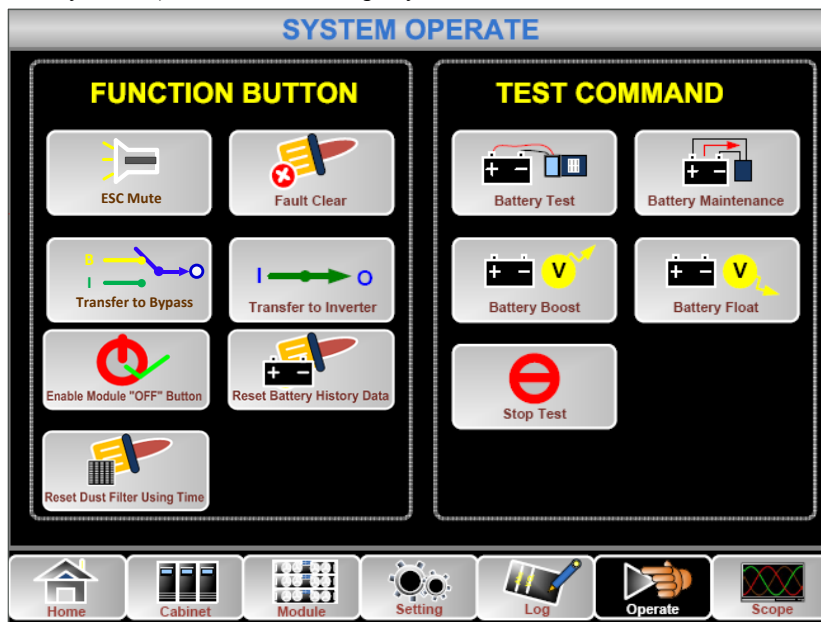 SYSTEM OPERATE
FUNCTION BUTTON
ESC Mute
Fault Clear
B
I
Transfer to Bypass
I O
Transfer to Inverter
Enable Module "OFF" Button
Reset Battery History Data
Reset Dust Filter Using Time
TEST COMMAND
Battery Test
Battery Maintenance
V
Battery Boost
V
Battery Float
Stop Test
Home
Cabinet
Module
Setting
Log
Operate
Scope